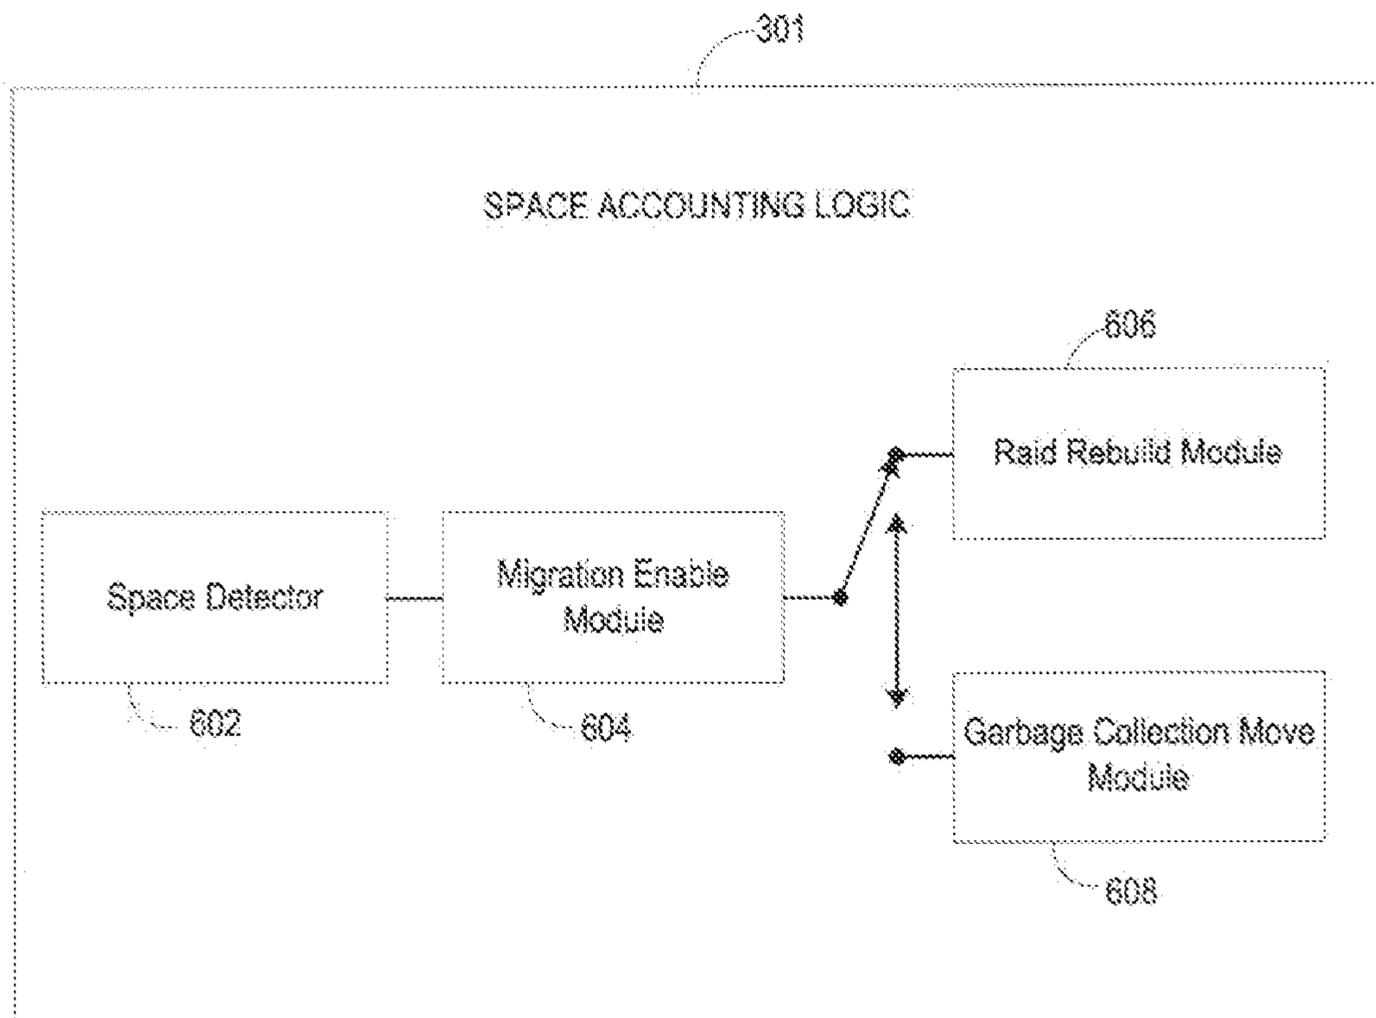 301
SPACE ACCOUNTING LOGIC
606
Raid Rebuild Module
Space Detector
Migration Enable
Module
602
604
Garbage Collection Move
Module
608